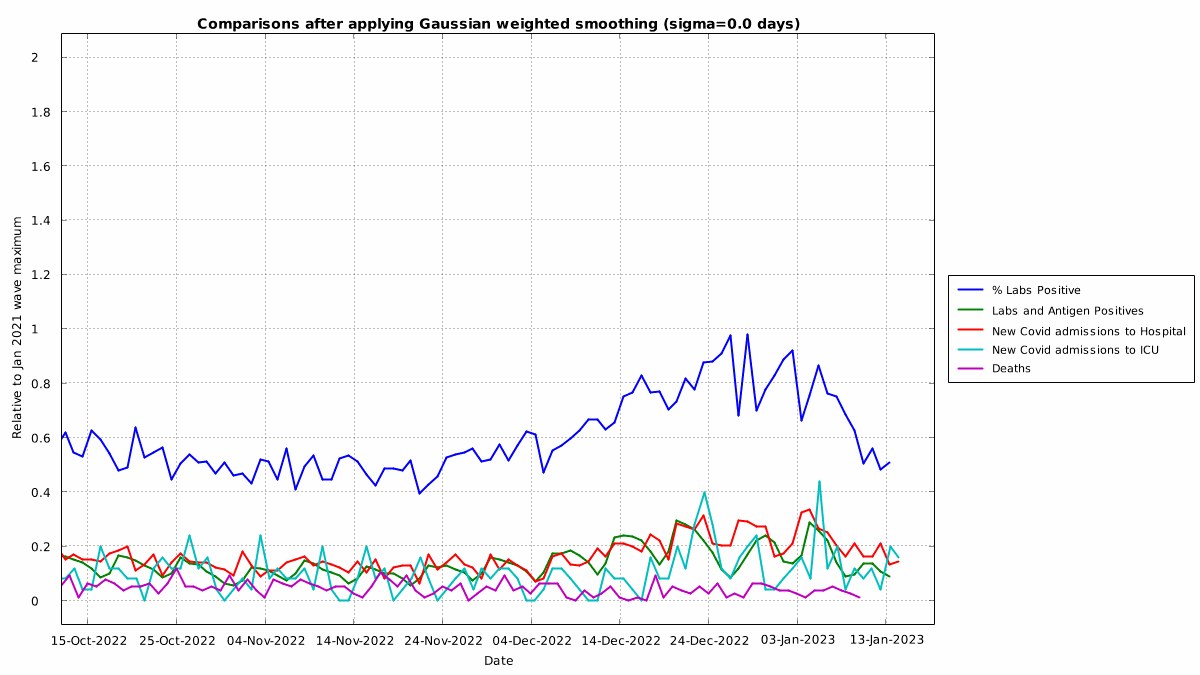 Comparisons after applying Gaussian weighted smoothing (sigma=0.0 days)
Relative to Jan 2021 wave maximum
2
1.8
1.6
1.4
1.2
1
0.8
0.6
0.4
0.2
0
15-Oct-2022 25-Oct-2022 04-Nov-2022 14-Nov-2022 24-Nov-2022 04-Dec-2022 14-Dec-2022 24-Dec-2022 03-Jan-2023 13-Jan-2023
Date
% Labs Positive
Labs and Antigen Positives
New Covid admissions to Hospital
New Covid admissions to ICU
Deaths